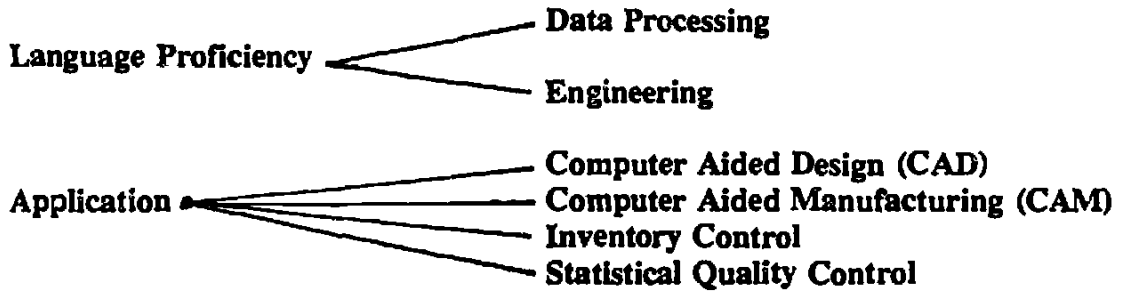 Data Processing
Language Proficiency
Engineering
Computer Aided Design (CAD)
Application
Computer Aided Manufacturing (CAM)
Inventory Control
Statistical Quality Control